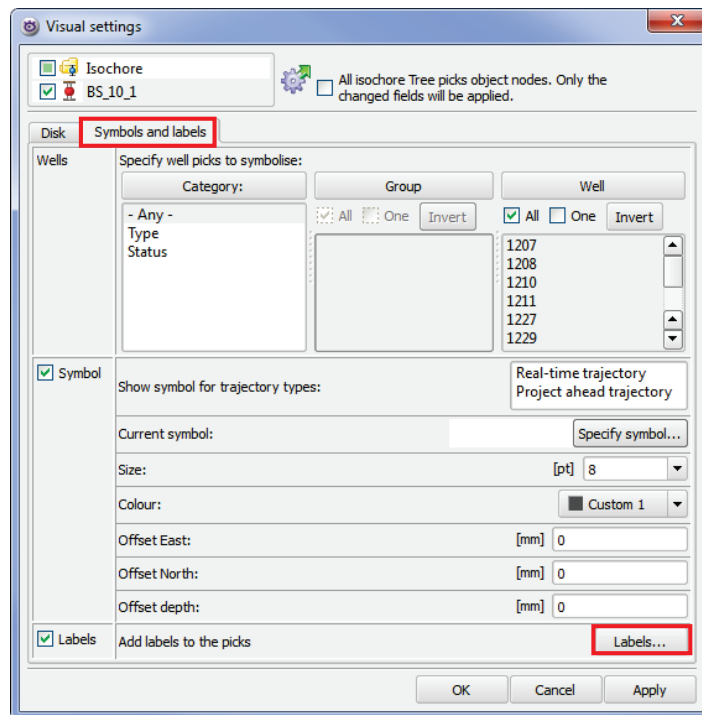 Visual settings
Isochore
BS_10_1
All isochore Tree picks object nodes. Only the
changed fields will be applied.
Disk
Symbols and labels
Wells
Specify well picks to symbolise:
Category:
Group
Well
- Any -
Type
Status
All
One
Invert
All
One
Invert
1207
1208
1210
1211
1227
1229
Symbol
Show symbol for trajectory types:
Real-time trajectory
Project ahead trajectory
Current symbol:
Specify symbol...
Size:
[pt]
8
Colour:
Custom 1
Offset East:
[mm]
0
Offset North:
[mm]
0
Offset depth:
[mm]
0
Labels
Add labels to the picks
Labels...
OK
Cancel
Apply